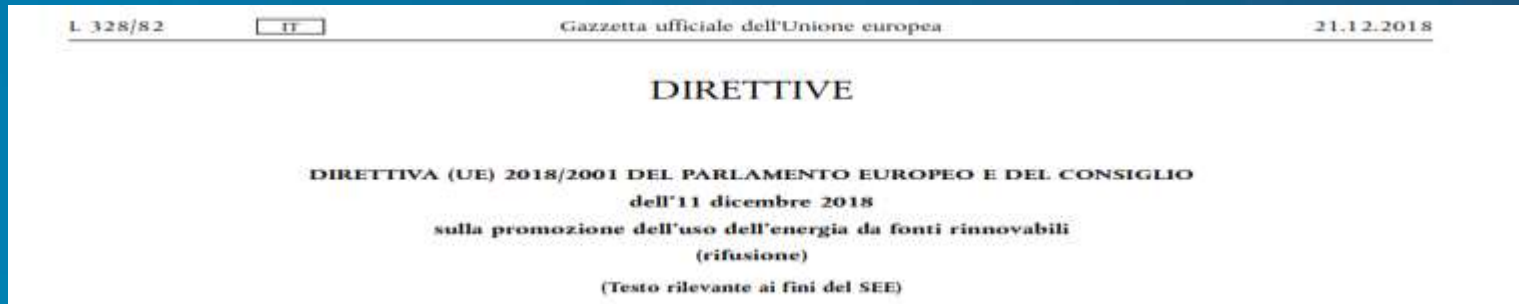 L 328/82 IT Gazzetta ufficiale dell'Unione europea 21.12.2018
DIRETTIVE
DIRETTIVA (UE) 2018/2001 DEL PARLAMENTO EUROPEO E DEL CONSIGLIO
dell'11 dicembre 2018
sulla promozione dell'uso dell'energia da fonti rinnovabili
(rifusione)
(Testo rilevante ai fini del SEE)